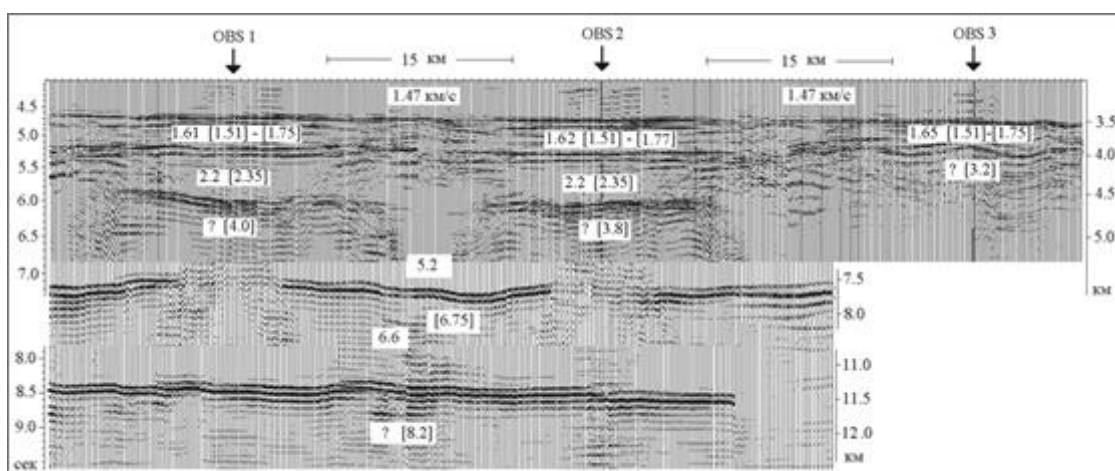 OBS 1 OBS 2 OBS 3
15 км 15 км
1.47 км/с 1.47 км/с
4.5
3.5
5.0 1.61 [1.51] - [1.75] 1.62 [1.51] - 1.77] 1.65 [1.51]-[1.75]
4.0
5.5 ? [3.2]
2.2 [2.35] 2.2 [2.35]
4.5
6.0
? [4.0] ? [3.8]
6.5 5.0
7.0 5.2 7.5
км
[6.75] 8.0
6.6
8.0 11.0
8.5 11.5
9.0 ? [8.2] 12.0
сек км